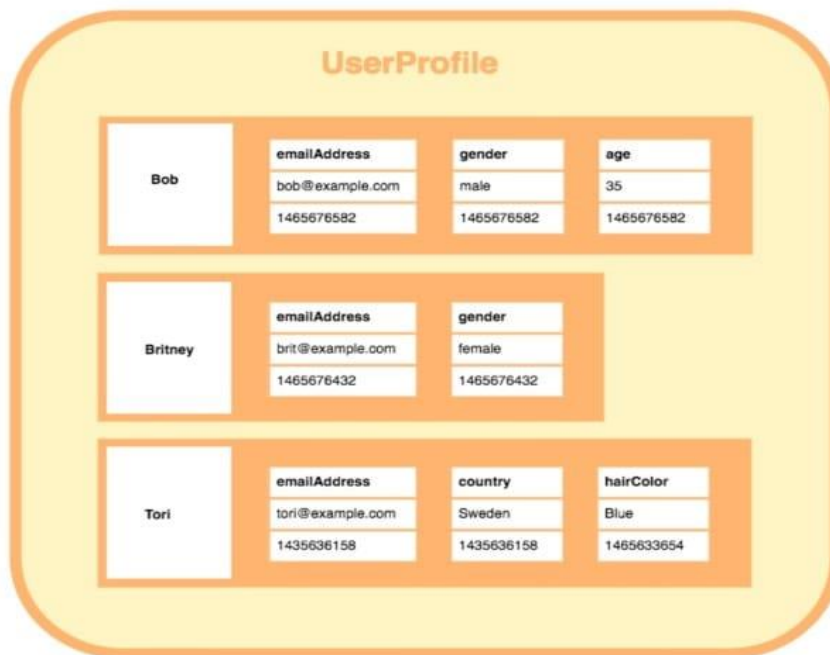 UserProfile
emailAddress gender age
Bob
bob@example.com male 35
1465676582 1465676582 1465676582
emailAddress gender
Britney
brit@example.com female
1465676432 1465676432
emailAddress country hairColor
Tori
tori@example.com Sweden Blue
1435636158 1435636158 1465633654